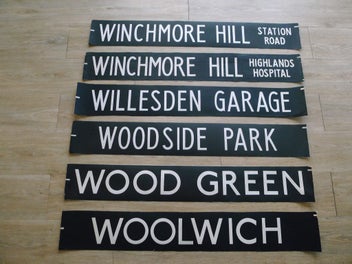 WINCHMORE HILL STATION ROAD
WINCHMORE HILL HIGHLANDS HOSPITAL
WILLESDEN GARAGE
WOODSIDE PARK
WOOD GREEN
WOOLWICH